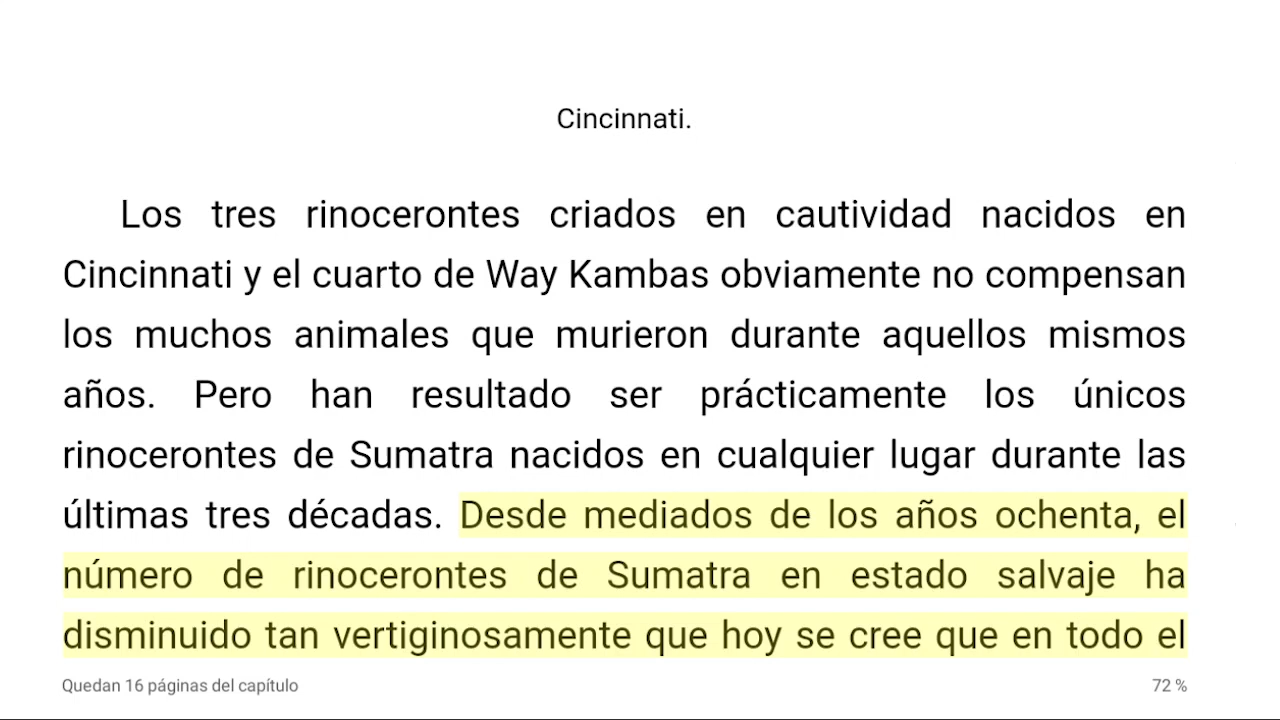 Cincinnati.
Los tres rinocerontes criados en cautividad nacidos en
Cincinnati y el cuarto de Way Kambas obviamente no compensan
los muchos animales que murieron durante aquellos mismos
años. Pero han resultado ser prácticamente los únicos
rinocerontes de Sumatra nacidos en cualquier lugar durante las
últimas tres décadas. Desde mediados de los años ochenta, el
número de rinocerontes de Sumatra en estado salvaje ha
disminuido tan vertiginosamente que hoy se cree que en todo el
Quedan 16 páginas del capítulo
72 %